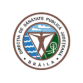 DIRECȚIA DE SĂNĂTATE PUBLICĂ JUDEȚEANĂ
BRĂILA